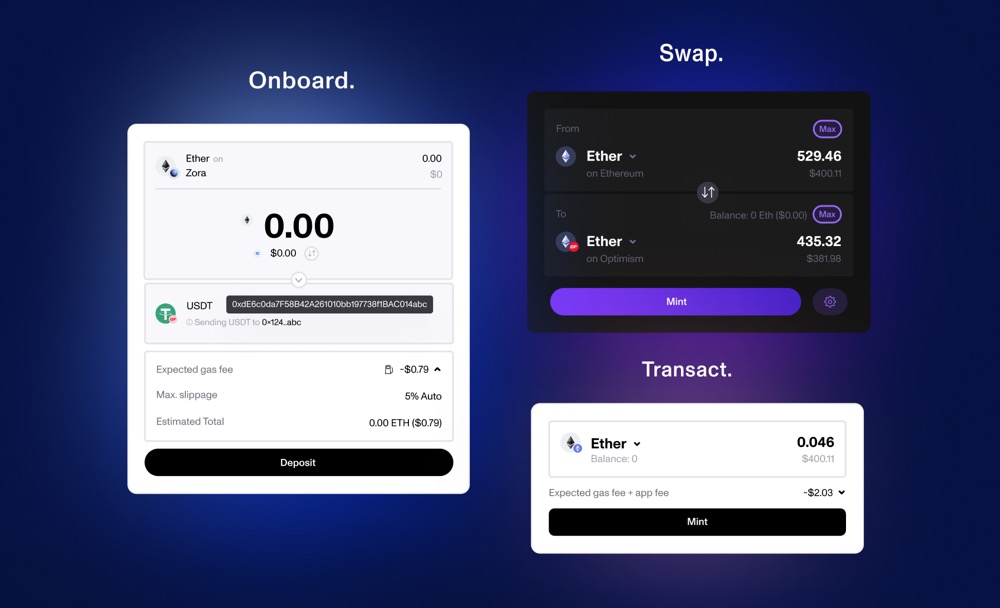 Onboard.
Ether on 0.00
Zora $0
0.00
$0.00
USDT 0xdE6c0da7F58B42A261010bb197738f1BAC014abc
Sending USDT to 0×124..abc
Expected gas fee ~$0.79
Max. slippage 5% Auto
Estimated Total 0.00 ETH ($0.79)
Deposit
Swap.
From Max
Ether 529.46
on Ethereum $400.11
To Balance: 0 Eth ($0.00) Max
Ether 435.32
on Optimism $381.98
Mint
Transact.
Ether 0.046
Balance: 0 $400.11
Expected gas fee + app fee ~$2.03
Mint